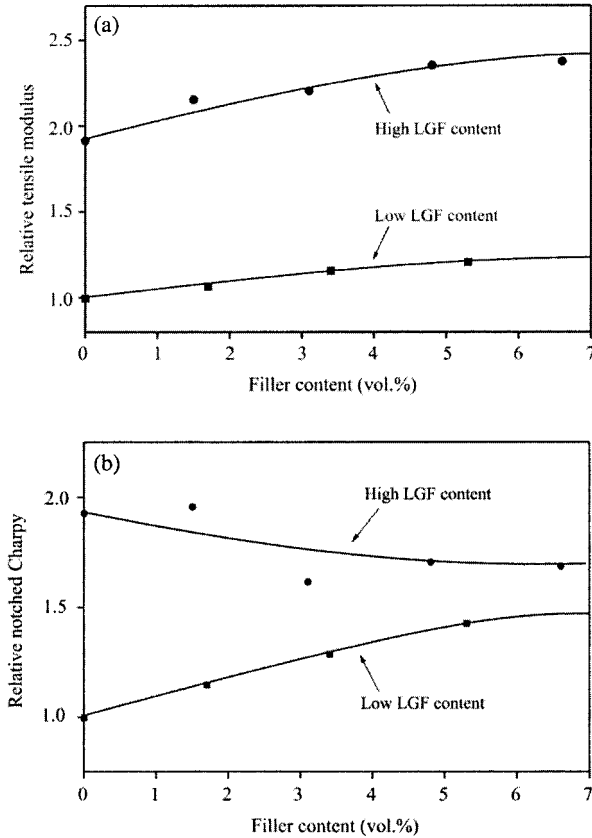 (a)
Relative tensile modulus
2.5
2.0
1.5
1.0
High LGF content
Low LGF content
0 1 2 3 4 5 6 7
Filler content (vol.%)
(b)
Relative notched Charpy
2.0
1.5
1.0
High LGF content
Low LGF content
0 1 2 3 4 5 6 7
Filler content (vol.%)